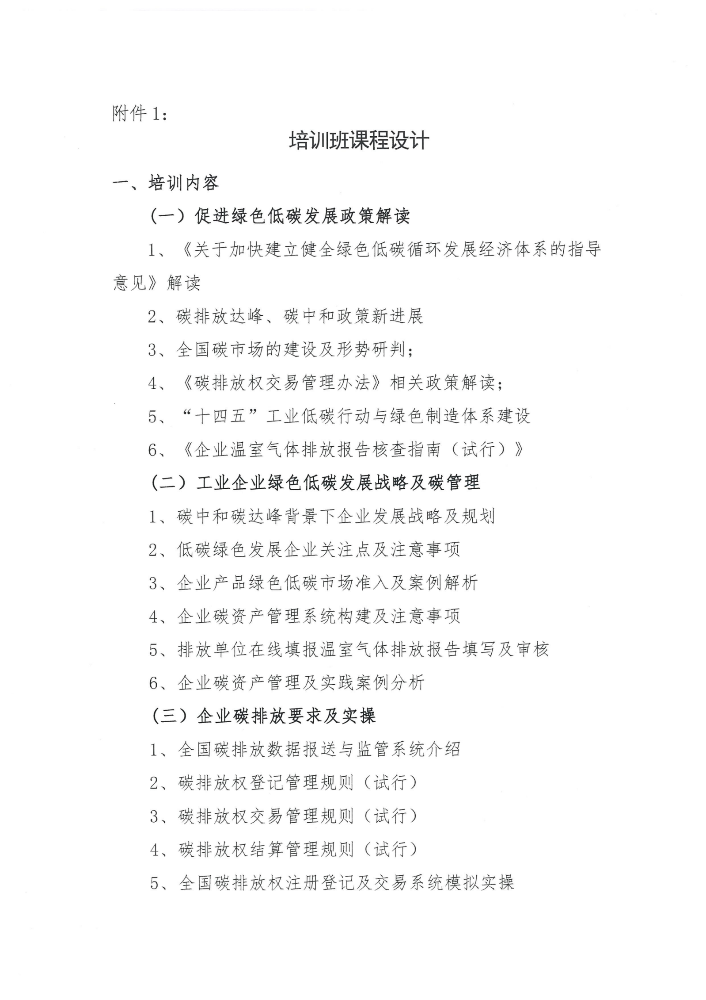 附件1：
培训班课程设计
一、培训内容
（一）促进绿色低碳发展政策解读
1、《关于加快建立健全绿色低碳循环发展经济体系的指导
意见》解读
2、碳排放达峰、碳中和政策新进展
3、全国碳市场的建设及形势研判；
4、《碳排放权交易管理办法》相关政策解读；
5、“十四五”工业低碳行动与绿色制造体系建设
6、《企业温室气体排放报告核查指南（试行）》
（二）工业企业绿色低碳发展战略及碳管理
1、碳中和碳达峰背景下企业发展战略及规划
2、低碳绿色发展企业关注点及注意事项
3、企业产品绿色低碳市场准入及案例解析
4、企业碳资产管理系统构建及注意事项
5、排放单位在线填报温室气体排放报告填写及审核
6、企业碳资产管理及实践案例分析
（三）企业碳排放要求及实操
1、全国碳排放数据报送与监管系统介绍
2、碳排放权登记管理规则（试行）
3、碳排放权交易管理规则（试行）
4、碳排放权结算管理规则（试行）
5、全国碳排放权注册登记及交易系统模拟实操